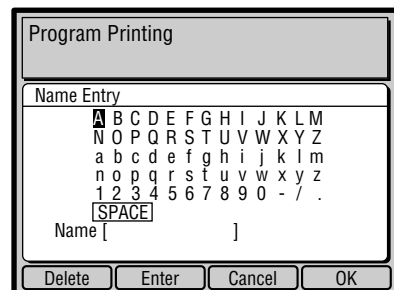 Program Printing
Name Entry
A B C D E F G H I J K L M
N O P Q R S T U V W X Y Z
a b c d e f g h i j k l m
n o p q r s t u v w x y z
1 2 3 4 5 6 7 8 9 0 - / .
SPACE
Name [ ]
Delete Enter Cancel OK